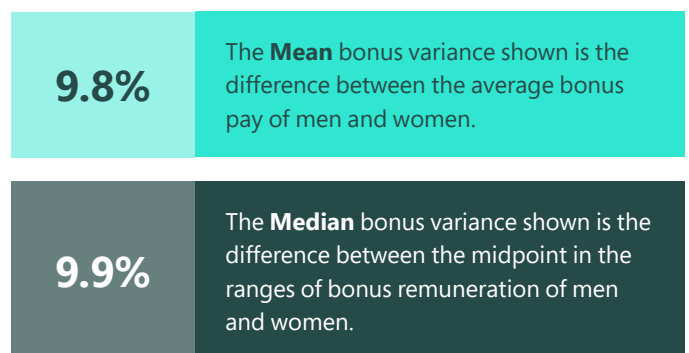 9.8%
The Mean bonus variance shown is the
difference between the average bonus
pay of men and women.
9.9%
The Median bonus variance shown is the
difference between the midpoint in the
ranges of bonus remuneration of men
and women.